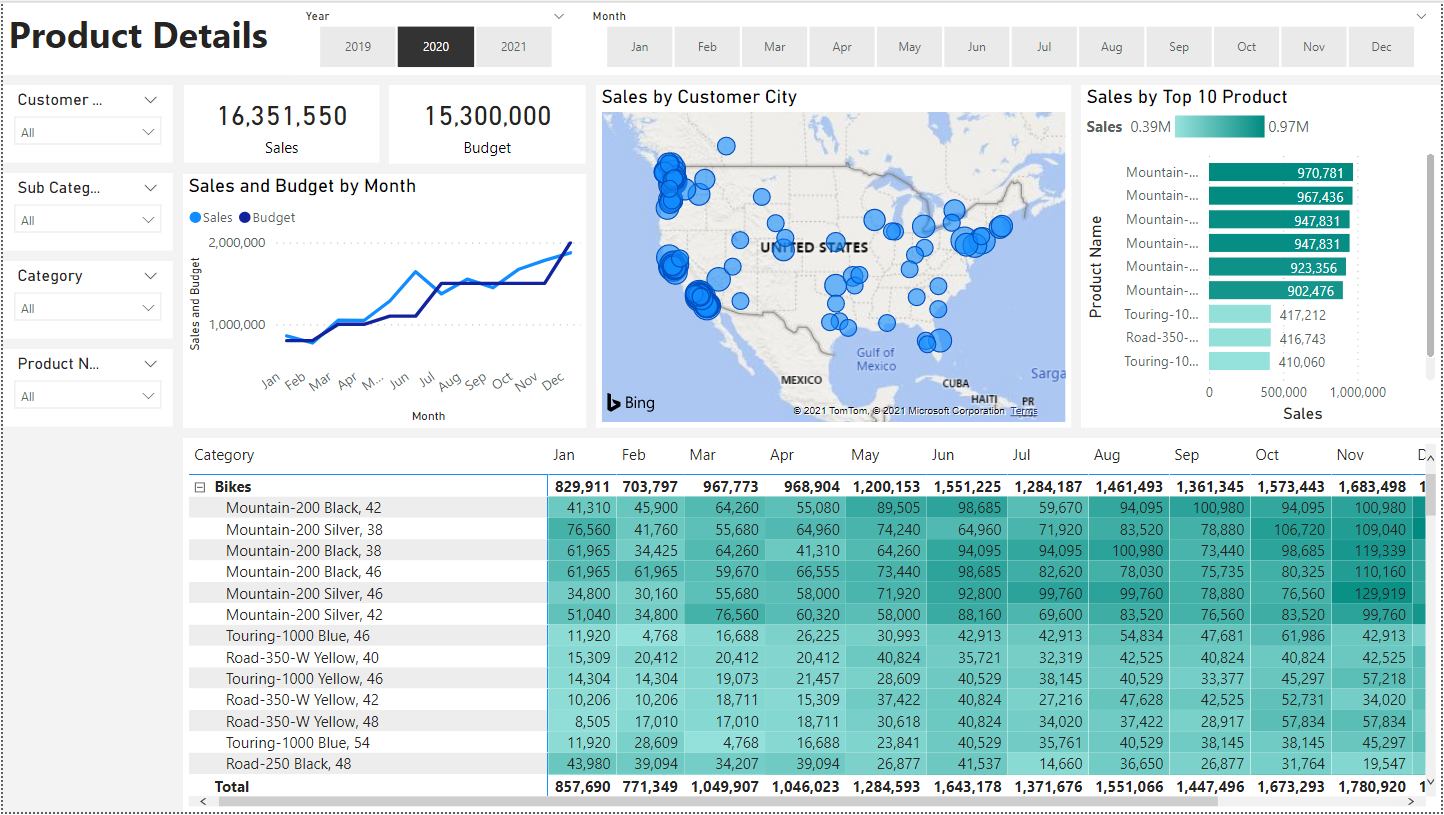 Product Details
Year
2019 2020 2021
Month
Jan Feb Mar Apr May Jun Jul Aug Sep Oct Nov Dec
Customer ...
All
Sub Categ...
All
Category
All
Product N...
All
16,351,550
Sales
15,300,000
Budget
Sales and Budget by Month
Sales Budget
Sales and Budget
2,000,000
1,000,000
Jan Feb Mar Apr M... Jun Jul Aug Sep Oct Nov Dec
Month
Sales by Customer City
UNITED STATES
Gulf of
Mexico
MEXICO
CUBA
HAITI
PR
Sarga
Bing
© 2021 TomTom, © 2021 Microsoft Corporation Terms
Sales by Top 10 Product
Sales 0.39M 0.97M
Product Name
Mountain-... 970,781
Mountain-... 967,436
Mountain-... 947,831
Mountain-... 947,831
Mountain-... 923,356
Mountain-... 902,476
Touring-10... 417,212
Road-350-... 416,743
Touring-10... 410,060
0 500,000 1,000,000
Sales
Category Jan Feb Mar Apr May Jun Jul Aug Sep Oct Nov D
Bikes 829,911 703,797 967,773 968,904 1,200,153 1,551,225 1,284,187 1,461,493 1,361,345 1,573,443 1,683,498 1
Mountain-200 Black, 42 41,310 45,900 64,260 55,080 89,505 98,685 59,670 94,095 100,980 94,095 100,980
Mountain-200 Silver, 38 76,560 41,760 55,680 64,960 74,240 64,960 71,920 83,520 78,880 106,720 109,040
Mountain-200 Black, 38 61,965 34,425 64,260 41,310 64,260 94,095 94,095 100,980 73,440 98,685 119,339
Mountain-200 Black, 46 61,965 61,965 59,670 66,555 73,440 98,685 82,620 78,030 75,735 80,325 110,160
Mountain-200 Silver, 46 34,800 30,160 55,680 58,000 71,920 92,800 99,760 99,760 78,880 76,560 129,919
Mountain-200 Silver, 42 51,040 34,800 76,560 60,320 58,000 88,160 69,600 83,520 76,560 83,520 99,760
Touring-1000 Blue, 46 11,920 4,768 16,688 26,225 30,993 42,913 42,913 54,834 47,681 61,986 42,913
Road-350-W Yellow, 40 15,309 20,412 20,412 20,412 40,824 35,721 32,319 42,525 40,824 40,824 42,525
Touring-1000 Yellow, 46 14,304 14,304 19,073 21,457 28,609 40,529 38,145 40,529 33,377 45,297 57,218
Road-350-W Yellow, 42 10,206 10,206 18,711 15,309 37,422 40,824 27,216 47,628 42,525 52,731 34,020
Road-350-W Yellow, 48 8,505 17,010 17,010 18,711 30,618 40,824 34,020 37,422 28,917 57,834 57,834
Touring-1000 Blue, 54 11,920 28,609 4,768 16,688 23,841 40,529 35,761 40,529 38,145 38,145 45,297
Road-250 Black, 48 43,980 39,094 34,207 39,094 26,877 41,537 14,660 36,650 26,877 31,764 19,547
Total 857,690 771,349 1,049,907 1,046,023 1,284,593 1,643,178 1,371,676 1,551,066 1,447,496 1,673,293 1,780,920 1